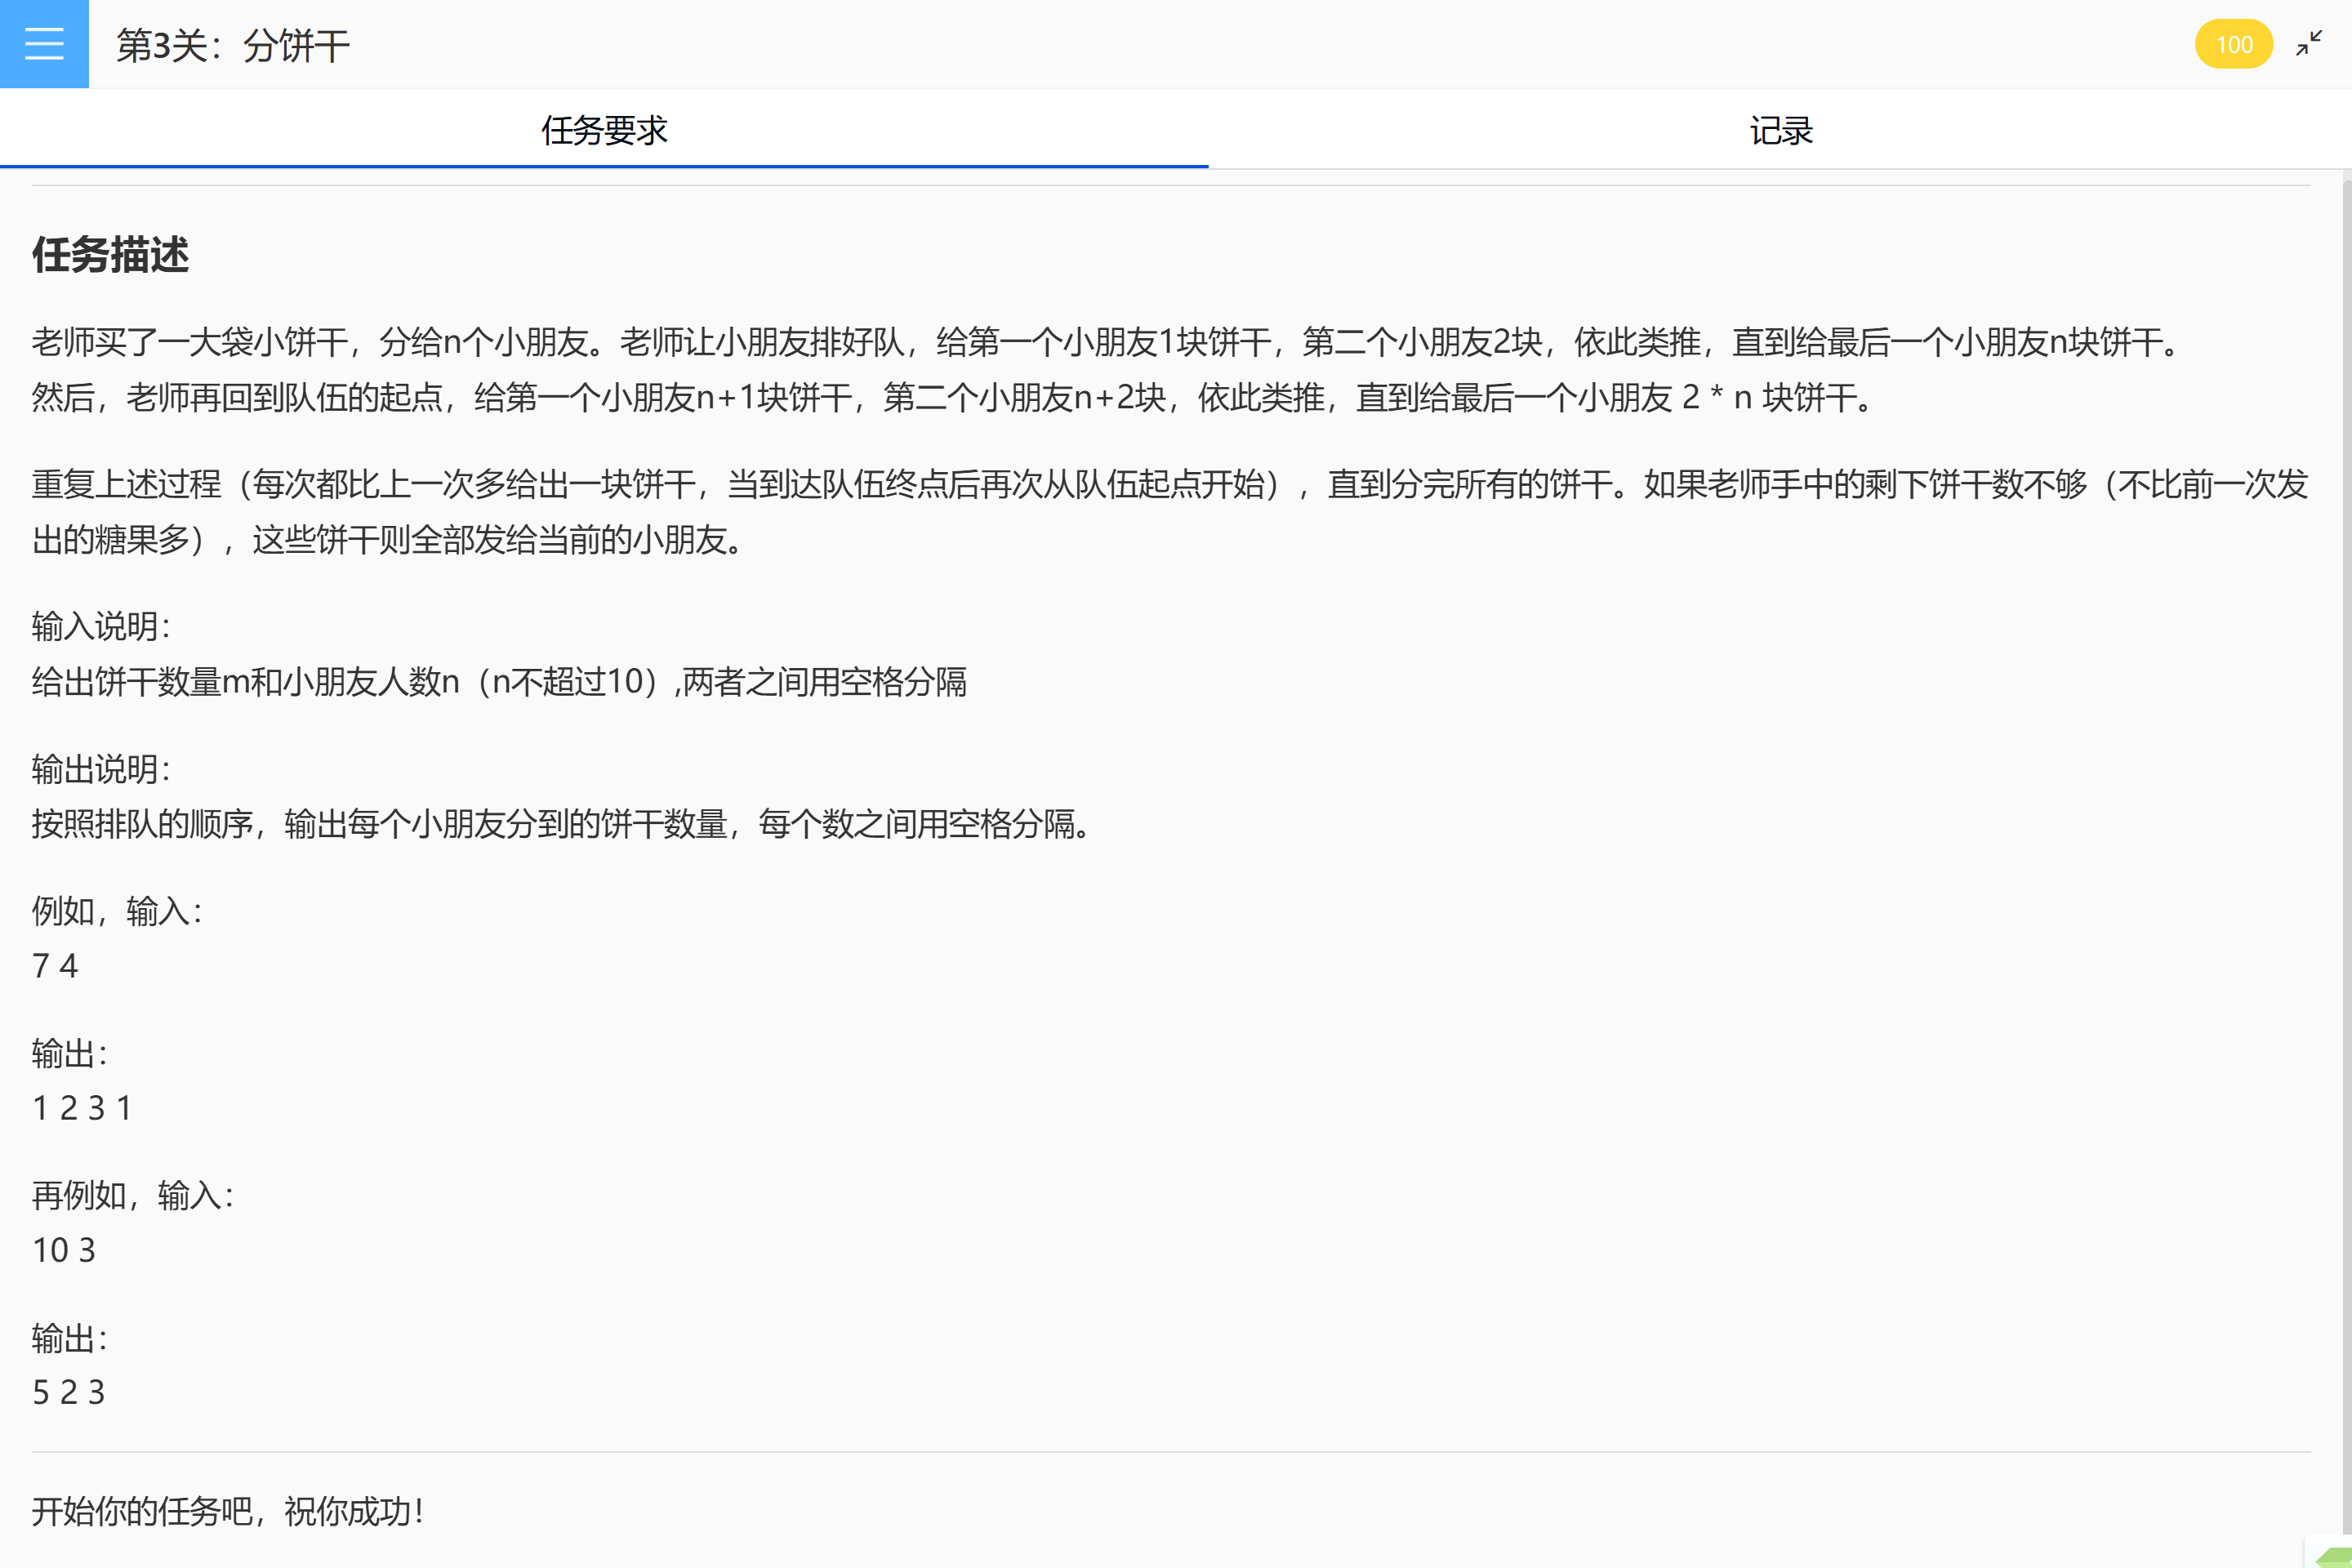 第3关：分饼干
100
任务要求
记录
任务描述
老师买了一大袋小饼干，分给n个小朋友。老师让小朋友排好队，给第一个小朋友1块饼干，第二个小朋友2块，依此类推，直到给最后一个小朋友n块饼干。
然后，老师再回到队伍的起点，给第一个小朋友n+1块饼干，第二个小朋友n+2块，依此类推，直到给最后一个小朋友 2 * n 块饼干。
重复上述过程（每次都比上一次多给出一块饼干，当到达队伍终点后再次从队伍起点开始），直到分完所有的饼干。如果老师手中的剩下饼干数不够（不比前一次发
出的糖果多），这些饼干则全部发给当前的小朋友。
输入说明：
给出饼干数量m和小朋友人数n（n不超过10）,两者之间用空格分隔
输出说明：
按照排队的顺序，输出每个小朋友分到的饼干数量，每个数之间用空格分隔。
例如，输入：
7 4
输出：
1 2 3 1
再例如，输入：
10 3
输出：
5 2 3
开始你的任务吧，祝你成功！